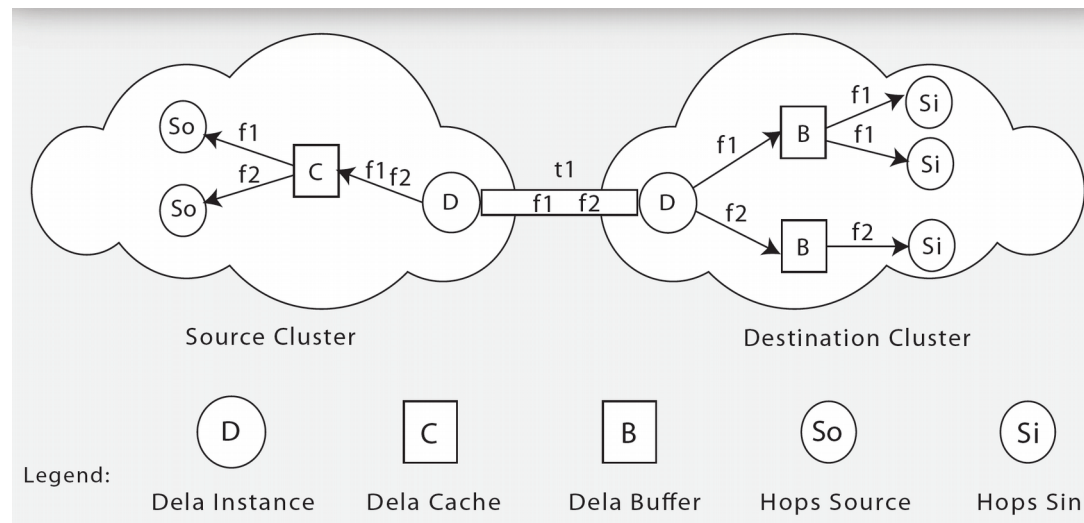 So
f1
f2
So
C
f1 f2
D
t1
f1 f2
D
f1
f2
B
f1
f1
Si
Si
B
f2
Si
Source Cluster
Destination Cluster
D
C
B
So
Si
Legend:
Dela Instance
Dela Cache
Dela Buffer
Hops Source
Hops Sin